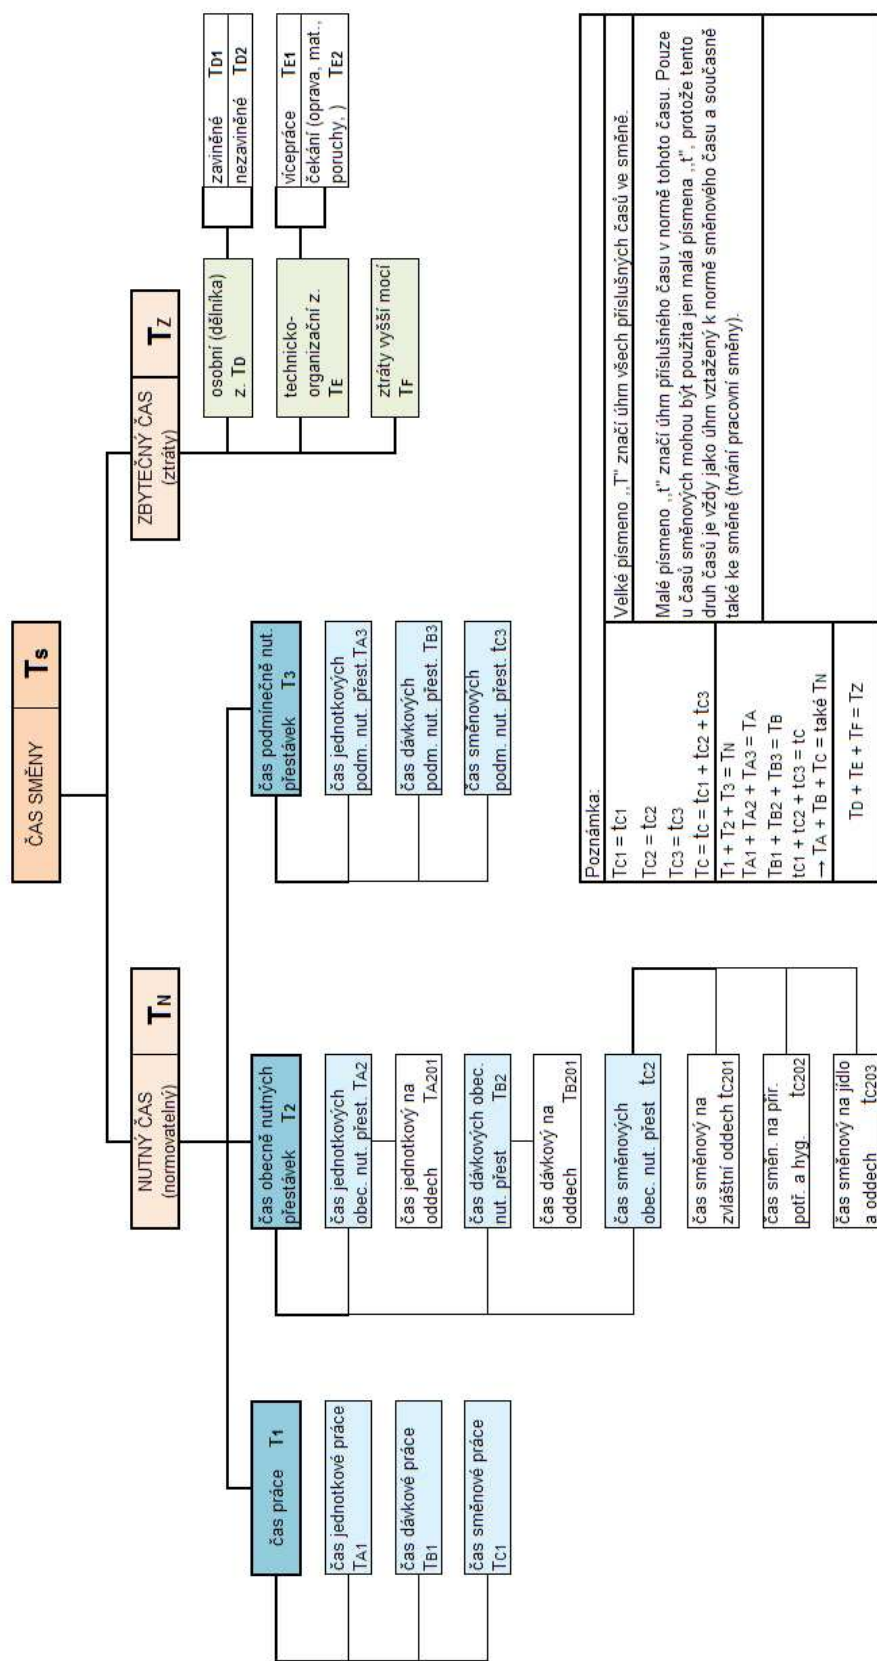 ČAS SMĚNY Ts
NUTNÝ ČAS
(normovatelný) TN
ZBYTEČNÝ ČAS
(ztráty) TZ
čas práce T1
čas jednotkové práce
TA1
čas dávkové práce
TB1
čas směnové práce
TC1
čas obecně nutných
přestávek T2
čas jednotkových
obec. nut. přest. TA2
čas jednotkový na
oddech TA201
čas dávkových obec.
nut. přest TB2
čas dávkový na
oddech TB201
čas směnových
obec. nut. přest tC2
čas směnový na
zvláštní oddech tC201
čas směn. na přir.
potř. a hyg. tC202
čas směnový na jídlo
a oddech tC203
čas podmínečně nut.
přestávek T3
čas jednotkových
podm. nut. přest. TA3
čas dávkových
podm. nut. přest. TB3
čas směnových
podm. nut. přest. tC3
osobní (dělníka)
z. TD
zaviněné TD1
nezaviněné TD2
technicko-
organizační z.
TE
vícepráce TE1
čekání (oprava, mat.,
poruchy, ) TE2
ztráty vyšší mocí
TF
Poznámka:
TC1 = tC1
TC2 = tC2
TC3 = tC3
TC = tC = tC1 + tC2 + tC3
T1 + T2 + T3 = TN
TA1 + TA2 + TA3 = TA
TB1 + TB2 + TB3 = TB
tC1 + tC2 + tC3 = tC
→ TA + TB + TC = také TN
TD + TE + TF = TZ
Velké písmeno ,,T" značí úhrn všech příslušných časů ve směně.
Malé písmeno ,,t" značí úhrn příslušného času v normě tohoto času. Pouze
u časů směnových mohou být použita jen malá písmena ,,t", protože tento
druh časů je vždy jako úhrn vztažený k normě směnového času a současně
také ke směně (trvání pracovní směny).